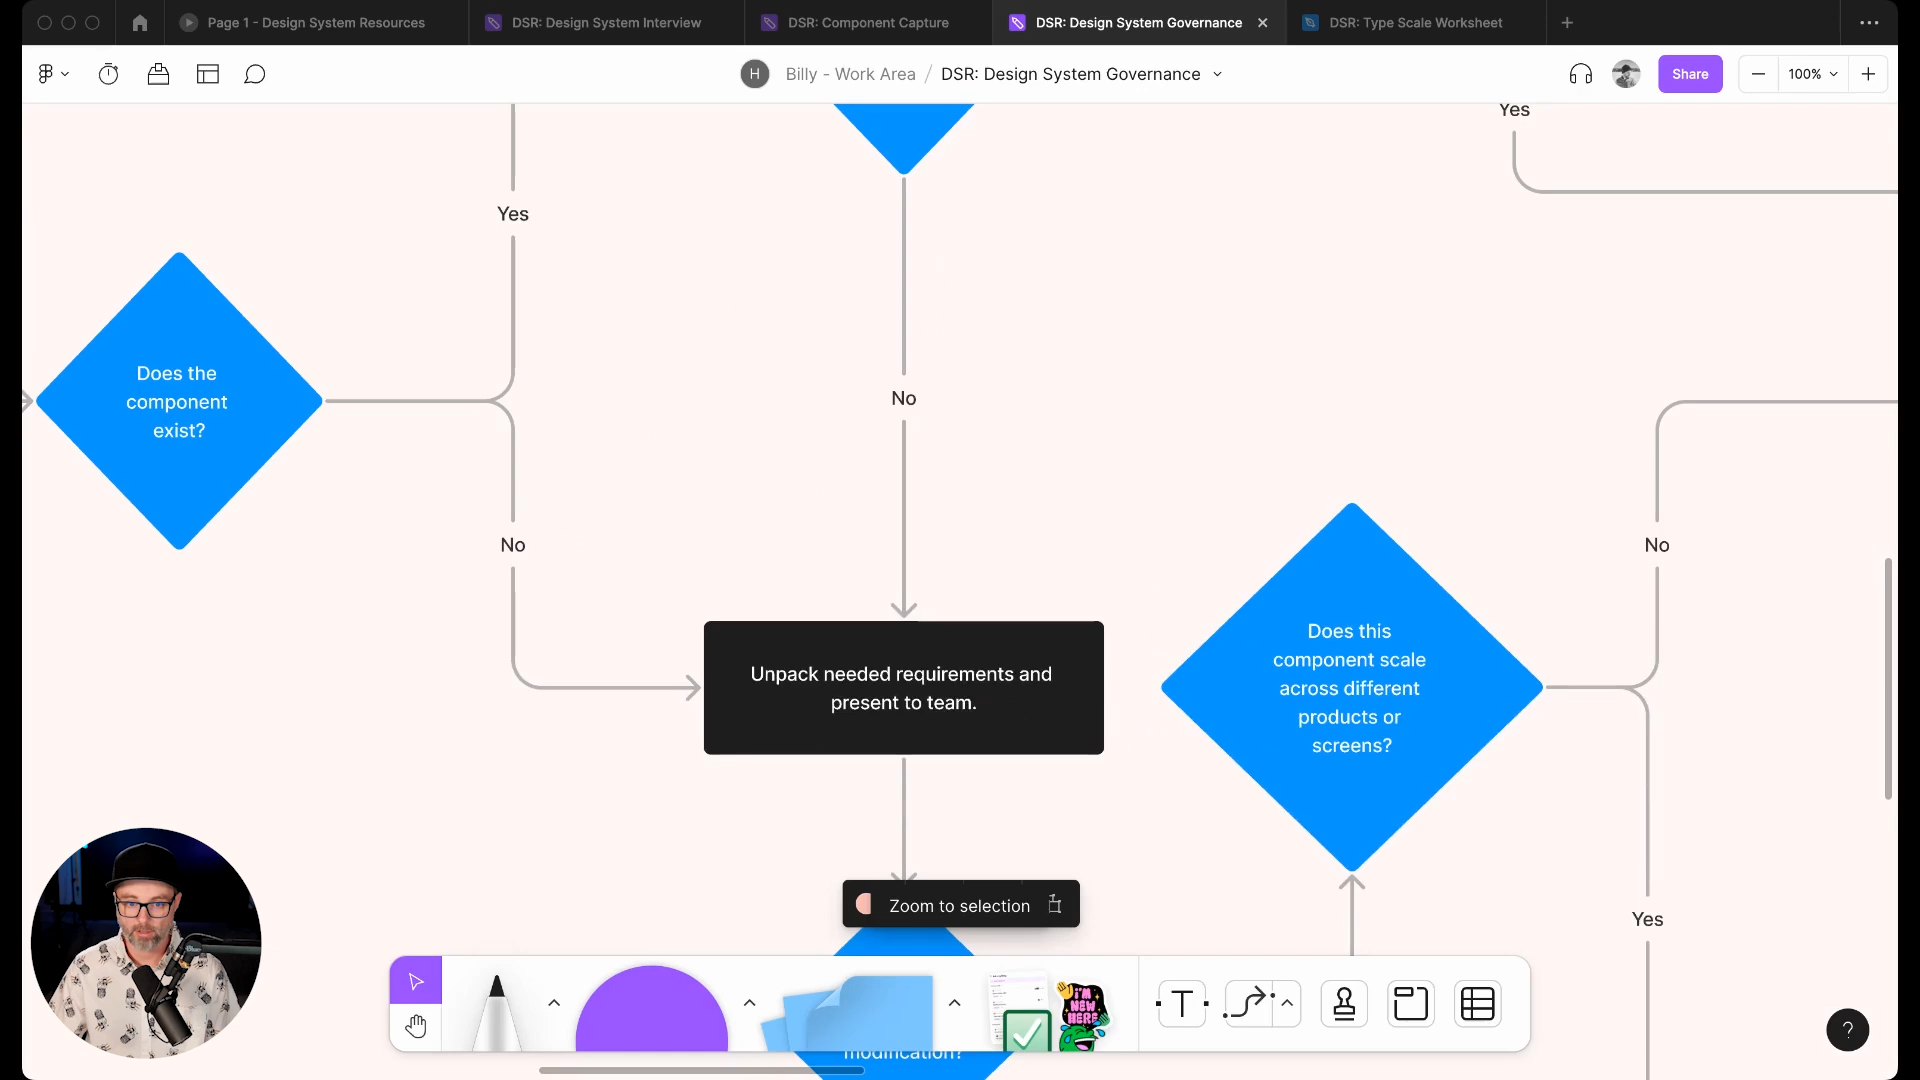 Page 1 - Design System Resources
DSR: Design System Interview
DSR: Component Capture
DSR: Design System Governance
DSR: Type Scale Worksheet
H
Billy - Work Area / DSR: Design System Governance
Share
100%
Yes
Yes
Does the
component
exist?
No
No
No
Does this
component scale
across different
products or
screens?
Unpack needed requirements and
present to team.
Zoom to selection
Yes
I'M
NEW
HERE
T
modification?
?